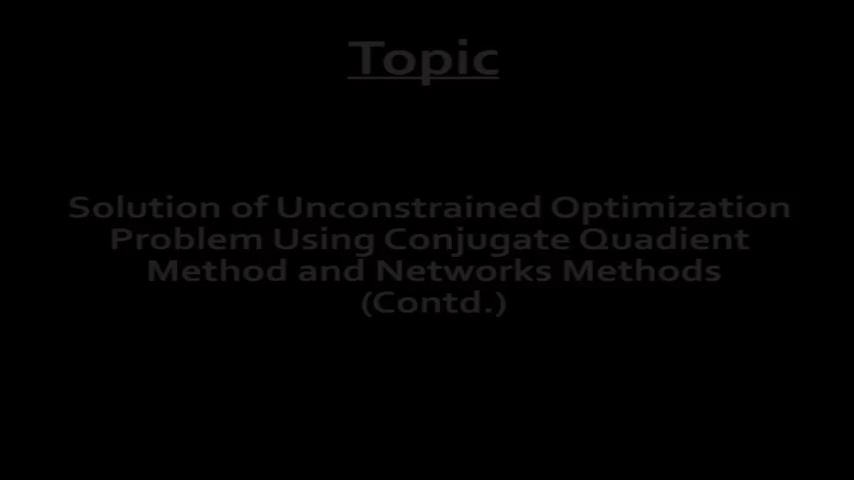 Topic
Solution of Unconstrained Optimization
Problem Using Conjugate Quadient
Method and Networks Methods
(Contd.)